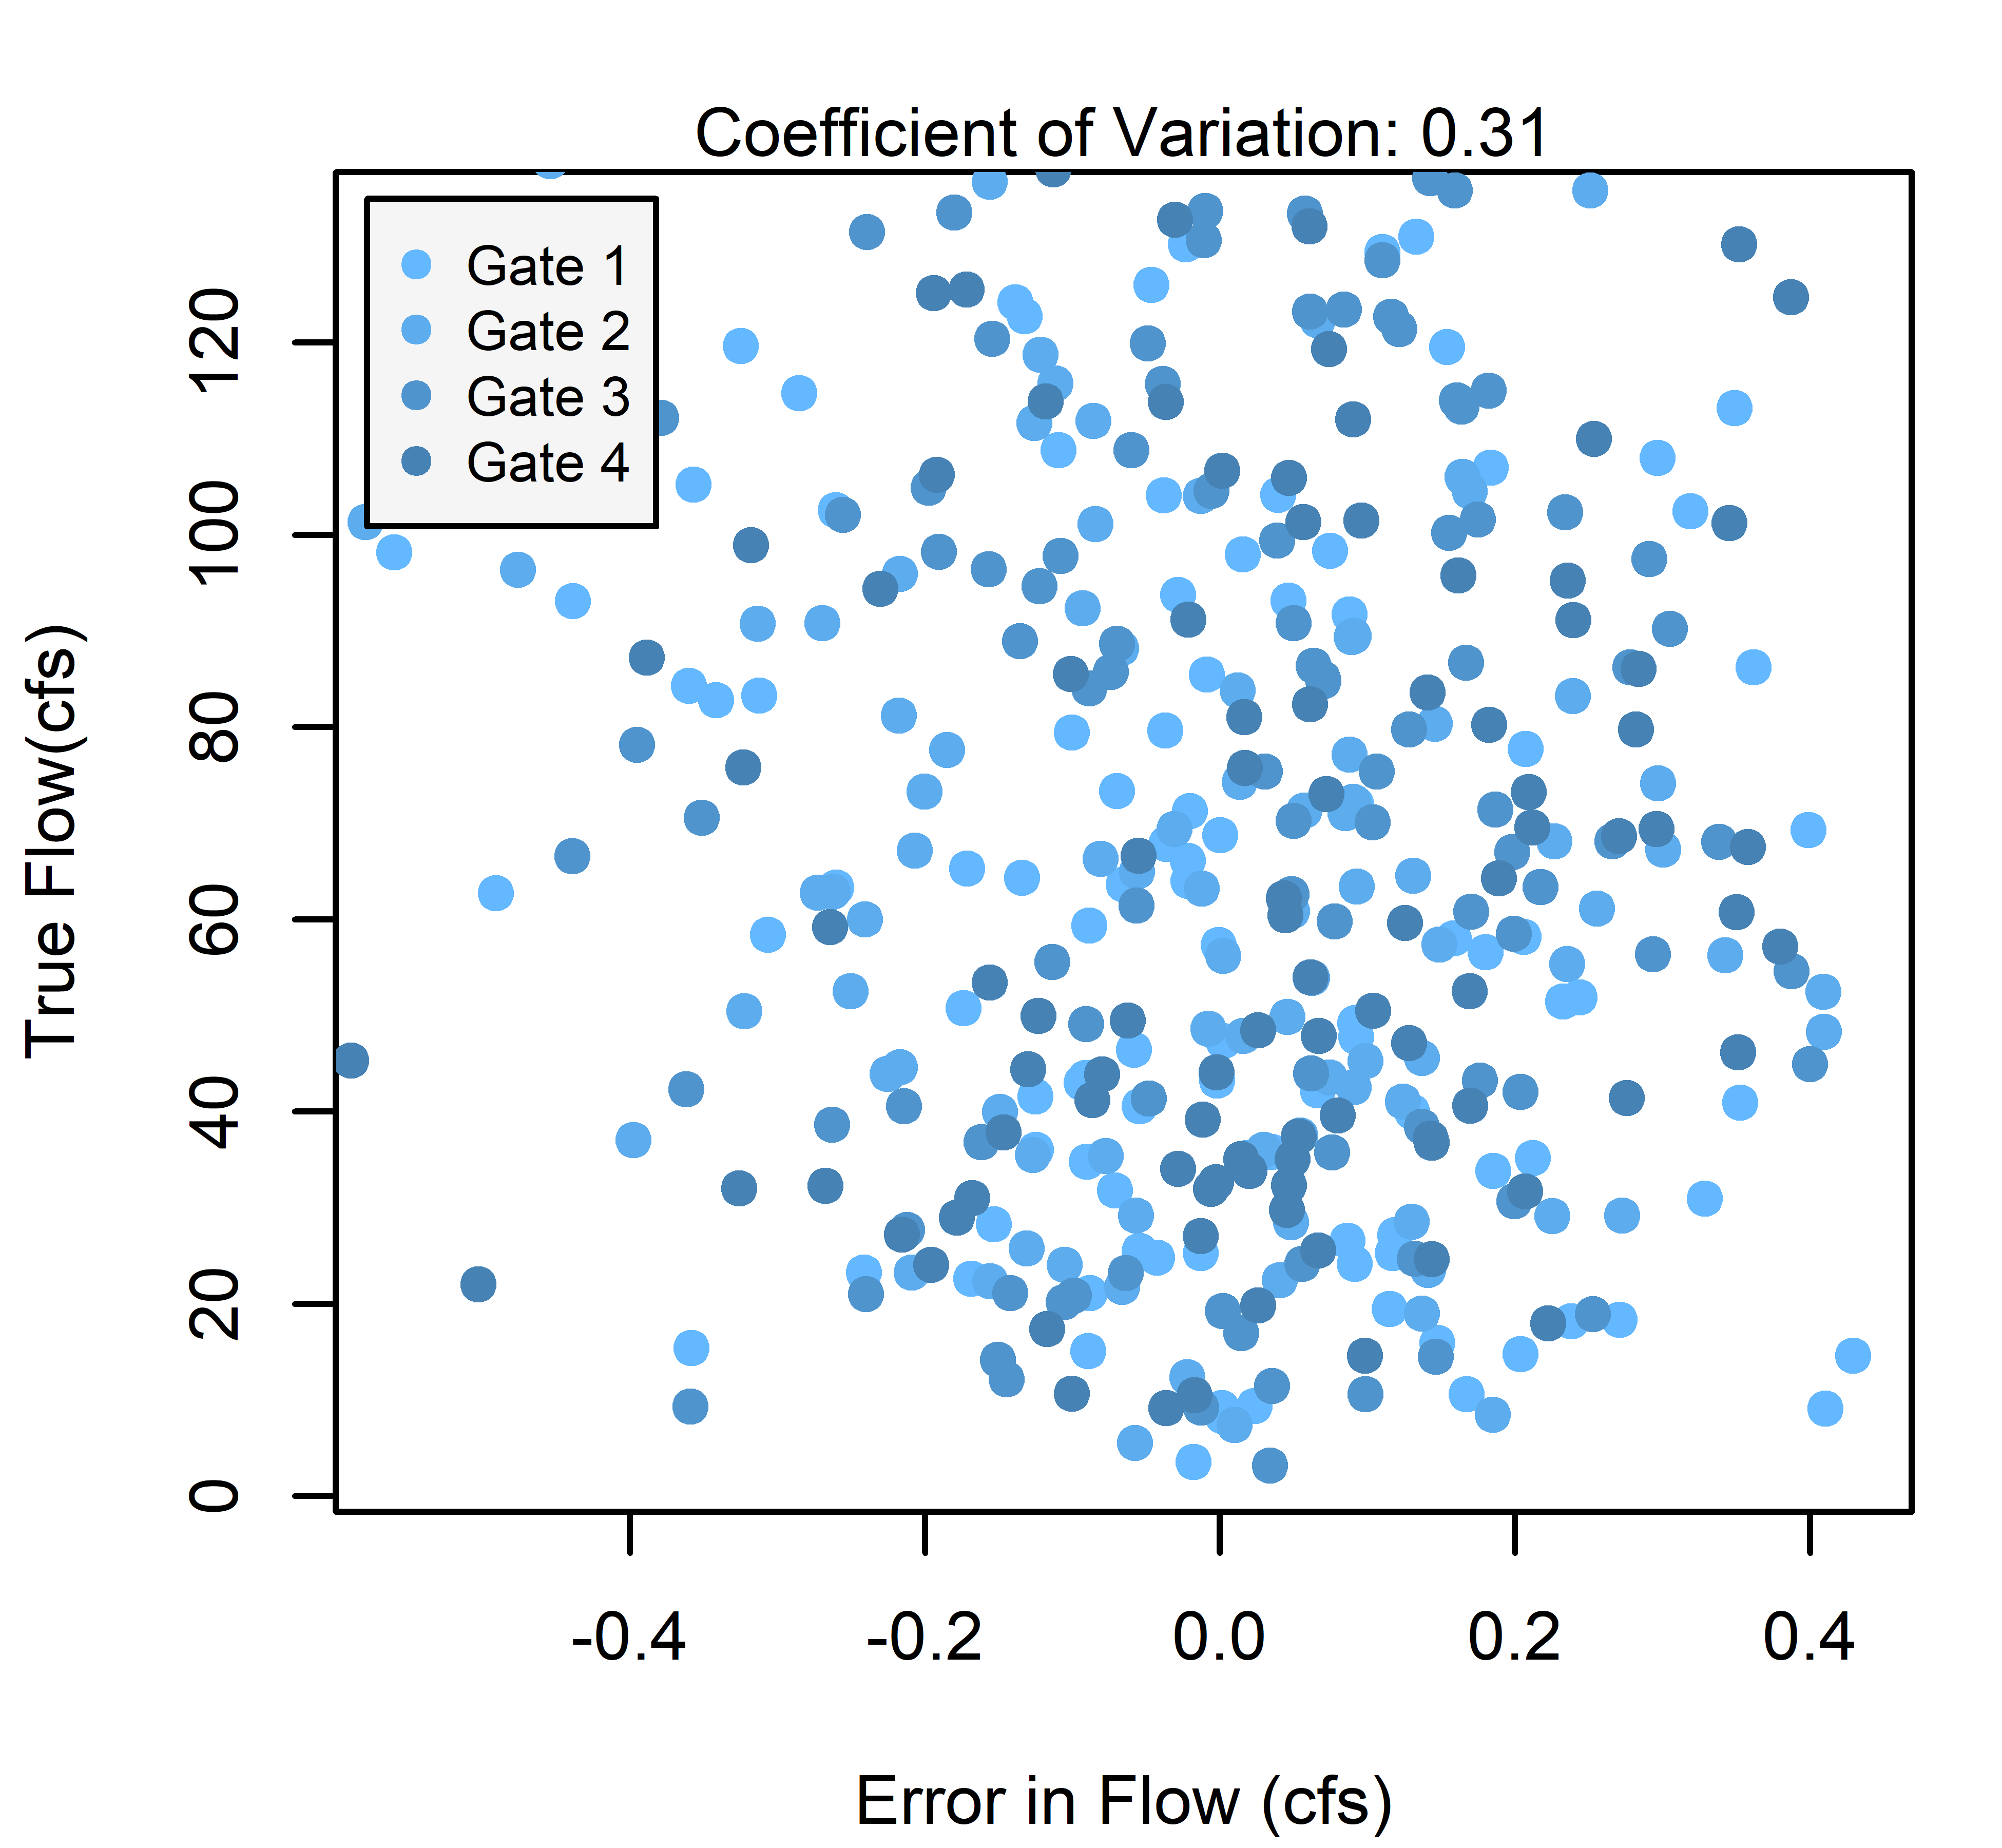 Coefficient of Variation: 0.31
Gate 1
Gate 2
Gate 3
Gate 4
True Flow(cfs)
120
100
80
60
40
20
0
-0.4 -0.2 0.0 0.2 0.4
Error in Flow (cfs)